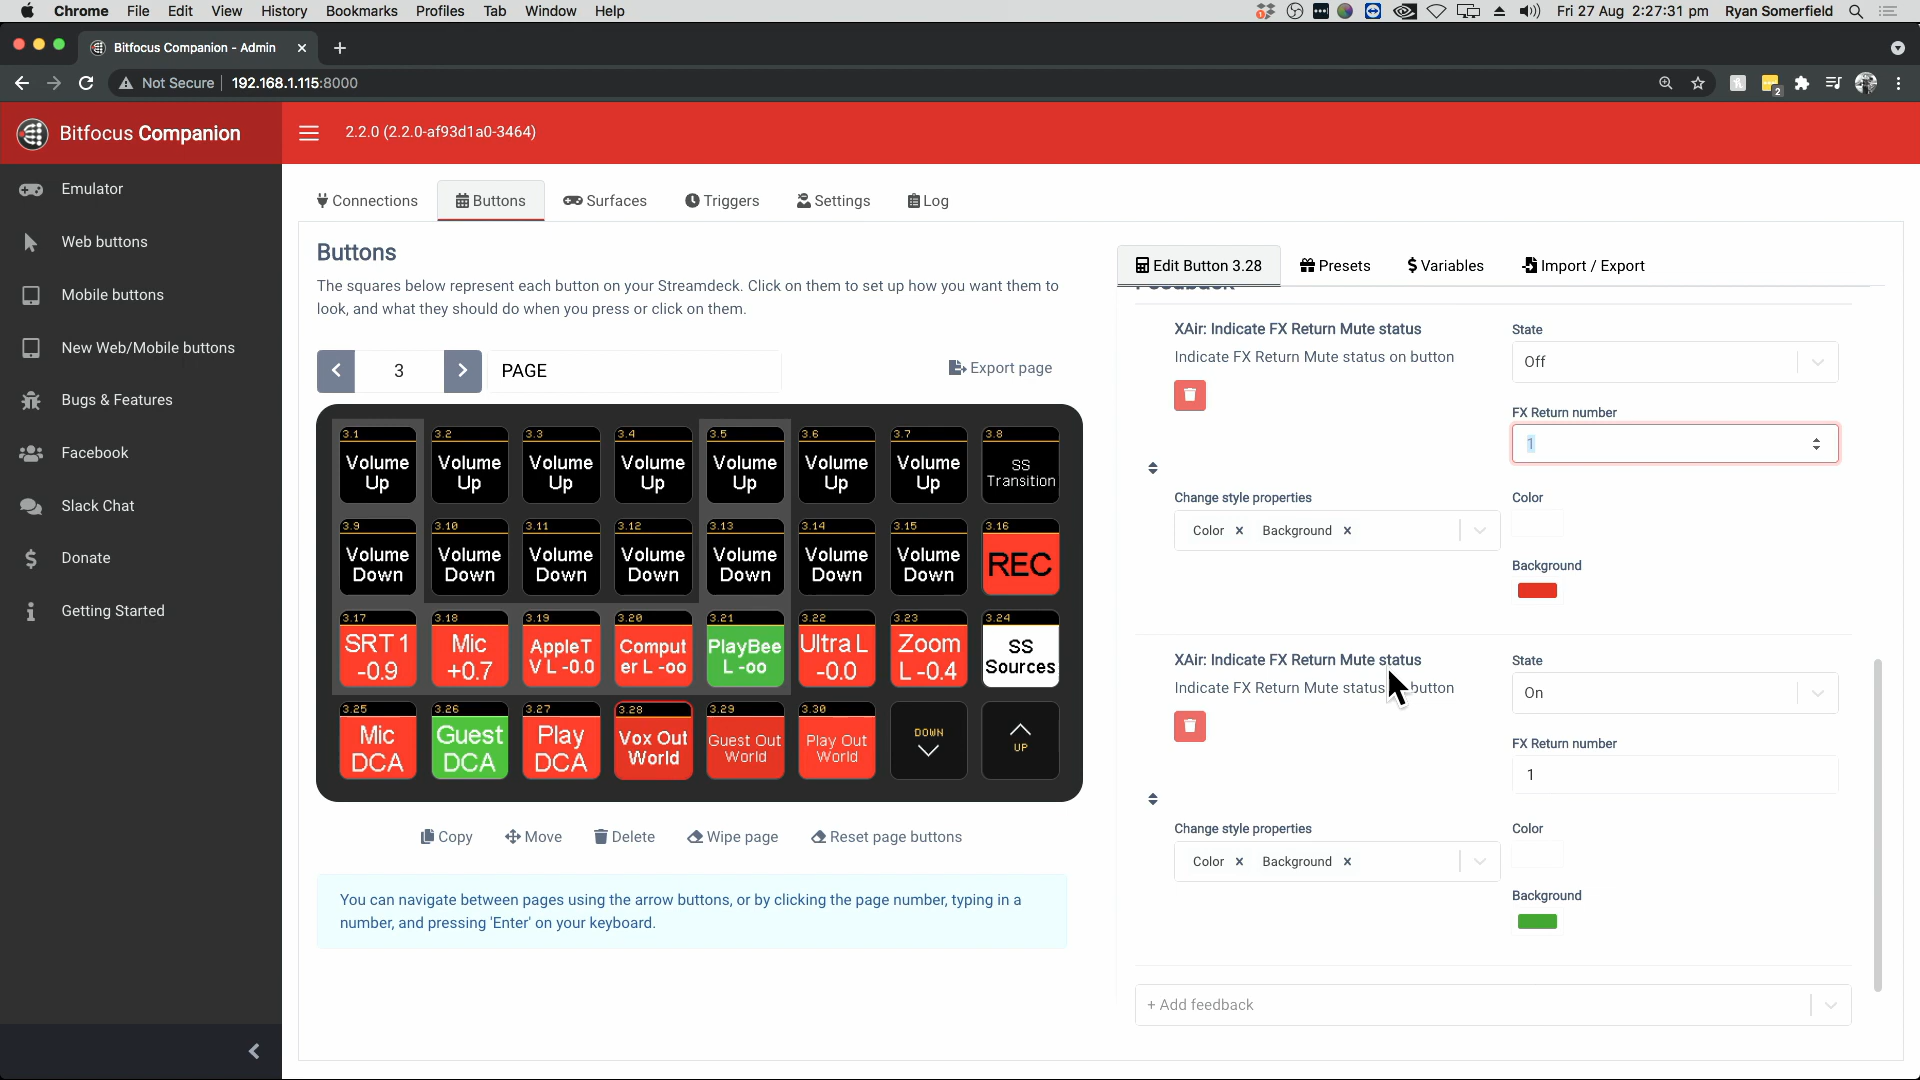 Chrome File Edit View History Bookmarks Profiles Tab Window Help Fri 27 Aug 2:27:31 pm Ryan Somerfield
Bitfocus Companion - Admin
Not Secure 192.168.1.115:8000
2
Bitfocus Companion
2.2.0 (2.2.0-af93d1a0-3464)
Emulator
Web buttons
Mobile buttons
New Web/Mobile buttons
Bugs & Features
Facebook
Slack Chat
Donate
Getting Started
Connections Buttons Surfaces Triggers Settings Log
Buttons
The squares below represent each button on your Streamdeck. Click on them to set up how you want them to
look, and what they should do when you press or click on them.
3 PAGE Export page
3.1 3.2 3.3 3.4 3.5 3.6 3.7 3.8
Volume Volume Volume Volume Volume Volume Volume SS
Up Up Up Up Up Up Up Transition
3.9 3.10 3.11 3.12 3.13 3.14 3.15 3.16
Volume Volume Volume Volume Volume Volume Volume REC
Down Down Down Down Down Down Down
3.17 3.18 3.19 3.20 3.21 3.22 3.23 3.24
SRT 1 Mic AppleT Comput PlayBee Ultra L Zoom SS
-0.9 +0.7 V L -0.0 er L -oo L -oo -0.0 L -0.4 Sources
3.25 3.26 3.27 3.28 3.29 3.30
Mic Guest Play Vox Out Guest Out Play Out DOWN
DCA DCA DCA World World World UP
Copy Move Delete Wipe page Reset page buttons
You can navigate between pages using the arrow buttons, or by clicking the page number, typing in a
number, and pressing 'Enter' on your keyboard.
Edit Button 3.28 Presets Variables Import / Export
Feedback
XAir: Indicate FX Return Mute status
Indicate FX Return Mute status on button
State
Off
FX Return number
1
Change style properties
Color Background
Color
Background
XAir: Indicate FX Return Mute status
Indicate FX Return Mute status button
State
On
FX Return number
1
Change style properties
Color Background
Color
Background
+ Add feedback